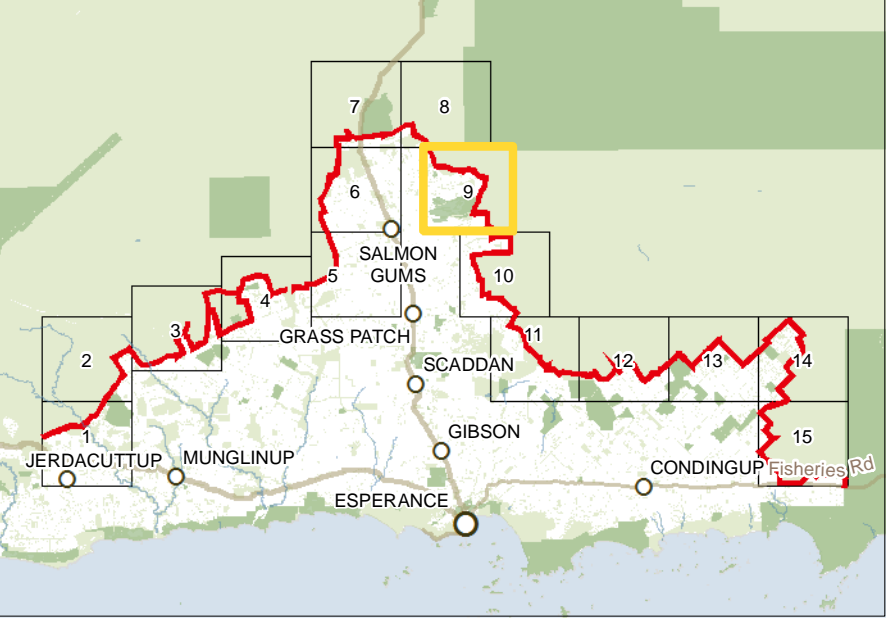 7
8
6
9
SALMON
GUMS
5
10
4
3
GRASS PATCH
11
2
12
13
14
SCADDAN
1
GIBSON
15
JERDACUTTUP
MUNGLINUP
CONDINGUP
Fisheries Rd
ESPERANCE